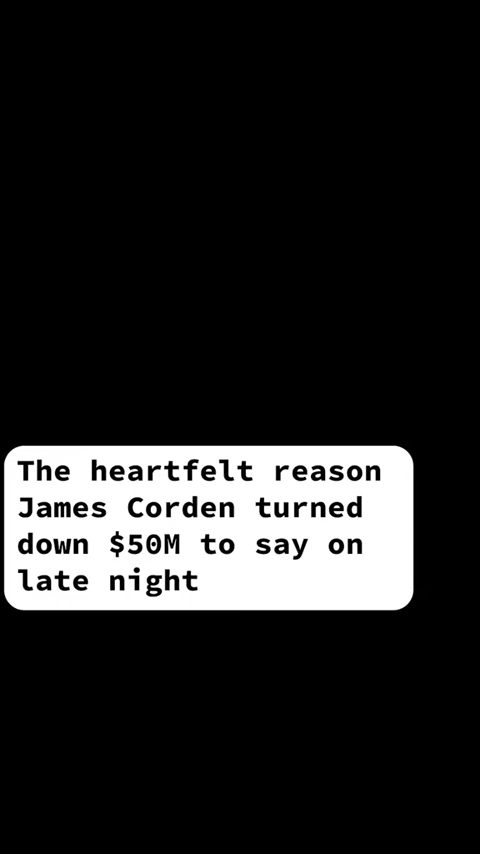 The heartfelt reason
James Corden turned
down $50M to say on
late night